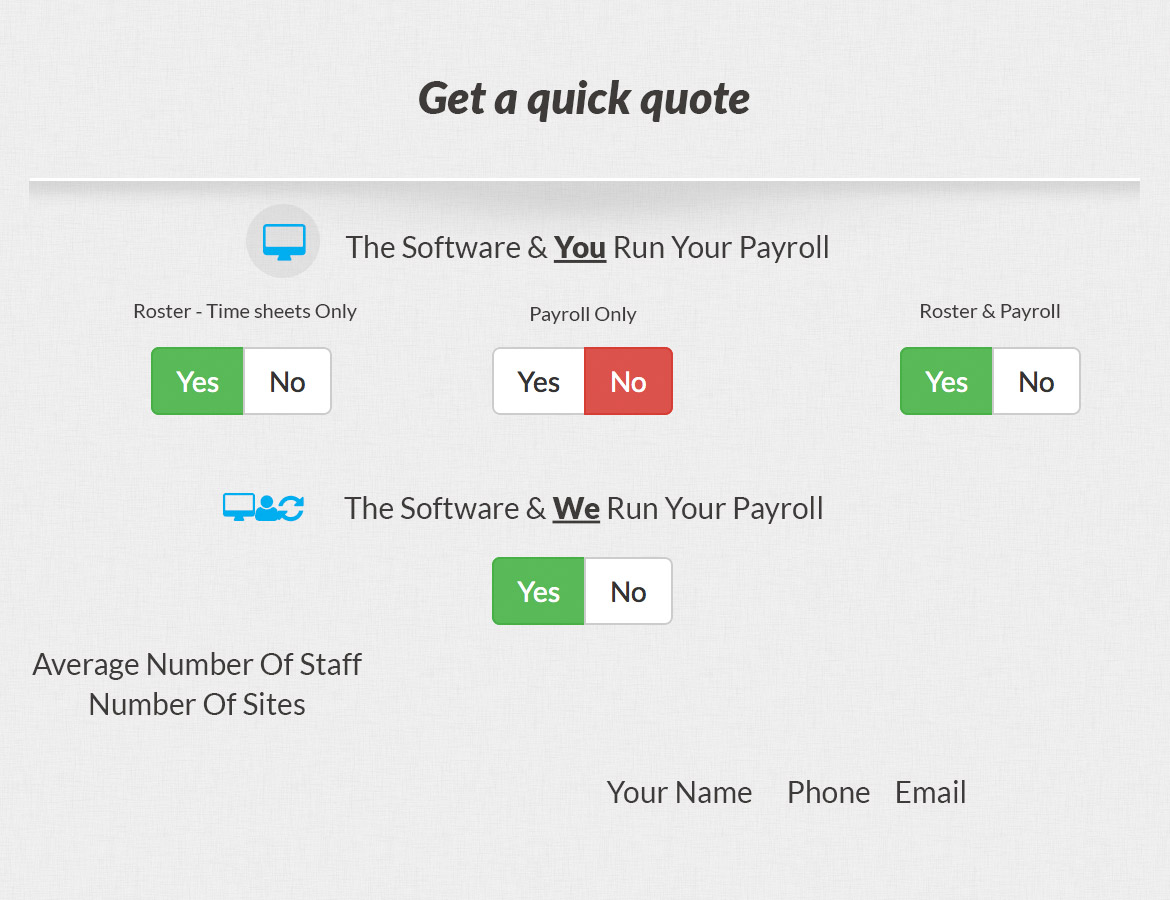 Get a quick quote
The Software & You Run Your Payroll
Roster - Time sheets Only
Payroll Only
Roster & Payroll
Yes No
Yes No
Yes No
The Software & We Run Your Payroll
Yes No
Average Number Of Staff
Number Of Sites
Your Name Phone Email